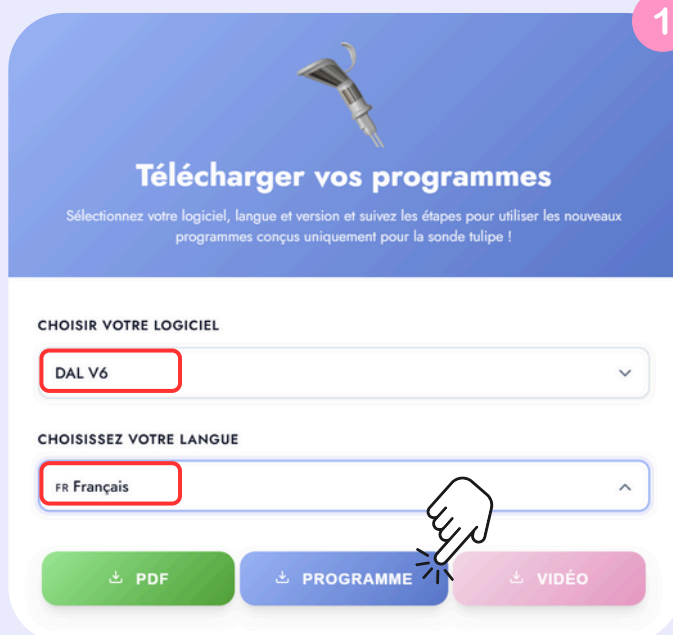 1
Télécharger vos programmes
Sélectionnez votre logiciel, langue et version et suivez les étapes pour utiliser les nouveaux
programmes conçus uniquement pour la sonde tulipe !
CHOISIR VOTRE LOGICIEL
DAL V6
CHOISISSEZ VOTRE LANGUE
FR Français
PDF
PROGRAMME
VIDÉO